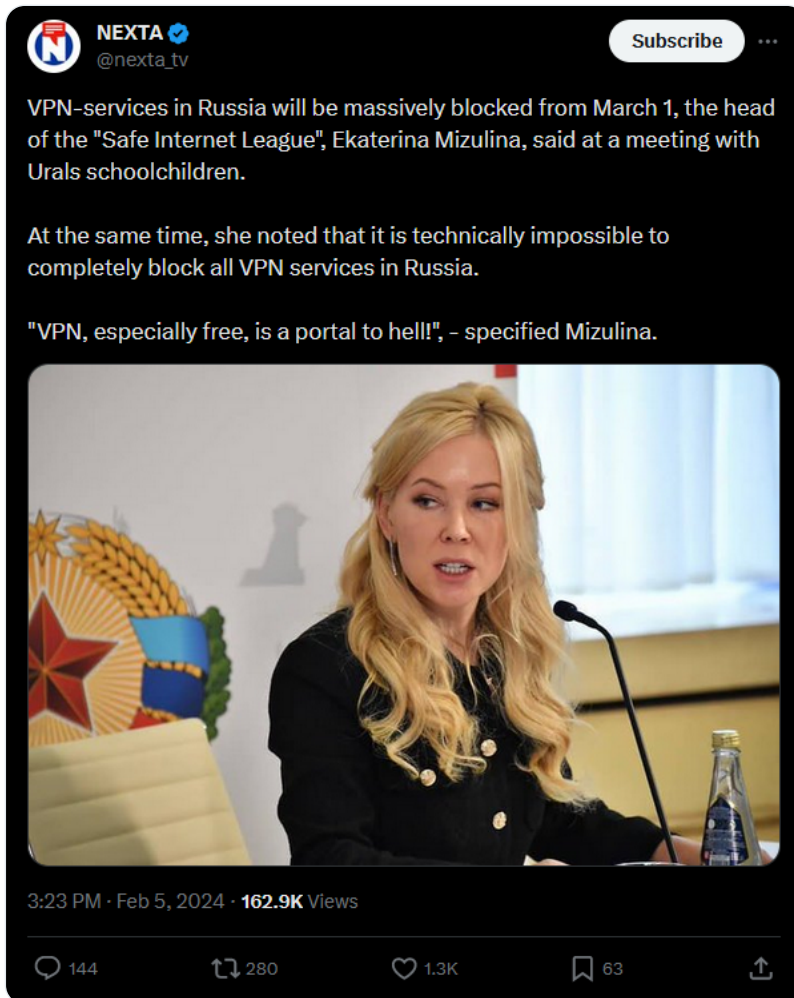 NEXTA
@nexta_tv
Subscribe
VPN-services in Russia will be massively blocked from March 1, the head
of the "Safe Internet League", Ekaterina Mizulina, said at a meeting with
Urals schoolchildren.
At the same time, she noted that it is technically impossible to
completely block all VPN services in Russia.
"VPN, especially free, is a portal to hell!", - specified Mizulina.
3:23 PM · Feb 5, 2024 · 162.9K Views
144
280
1.3K
63